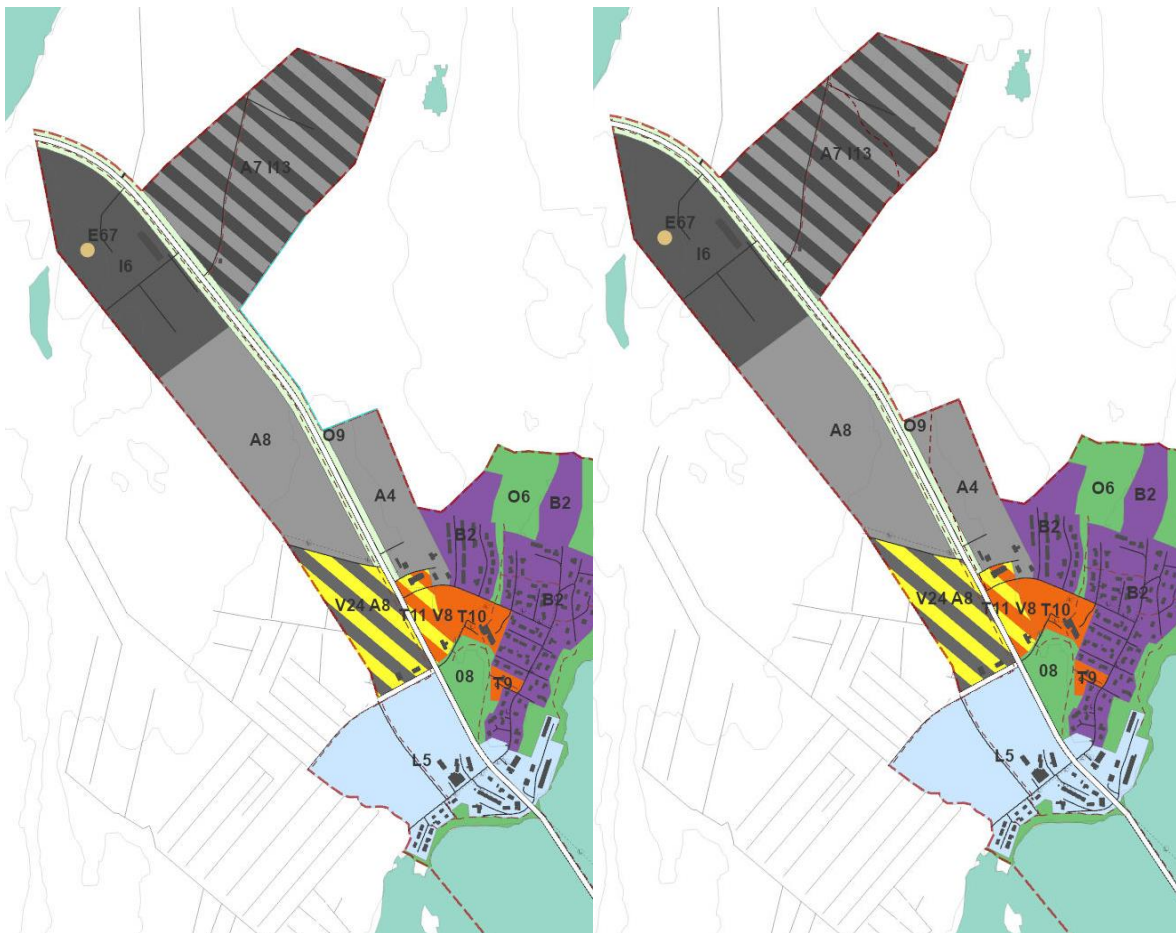 A7 I13
E67
I6
A8
O9
A4
O6
B2
B2
B2
V24 A8
T11 V8 T10
08
T9
L5
A7 I13
E67
I6
A8
O9
A4
O6
B2
B2
B2
V24 A8
T11 V8 T10
08
T9
L5